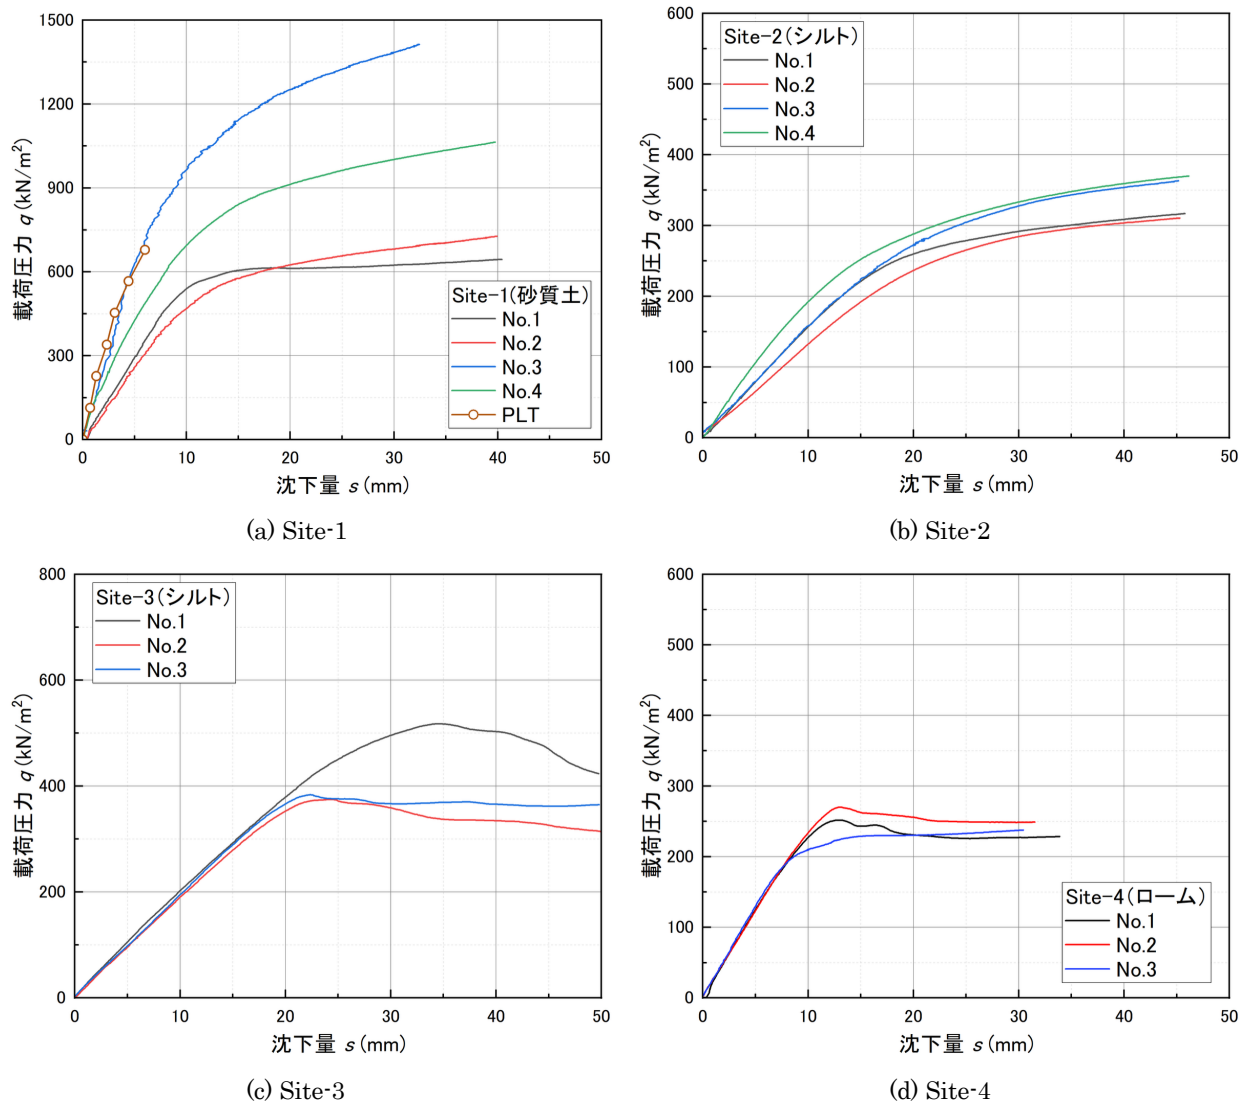 1500
1200
900
600
300
0
載荷圧力 q (kN/m²)
Site-1(砂質土)
No.1
No.2
No.3
No.4
PLT
0 10 20 30 40 50
沈下量 s (mm)
(a) Site-1
600
500
400
300
200
100
0
載荷圧力 q (kN/m²)
Site-2(シルト)
No.1
No.2
No.3
No.4
0 10 20 30 40 50
沈下量 s (mm)
(b) Site-2
800
600
400
200
0
載荷圧力 q (kN/m²)
Site-3(シルト)
No.1
No.2
No.3
0 10 20 30 40 50
沈下量 s (mm)
(c) Site-3
600
500
400
300
200
100
0
載荷圧力 q (kN/m²)
Site-4(ローム)
No.1
No.2
No.3
0 10 20 30 40 50
沈下量 s (mm)
(d) Site-4